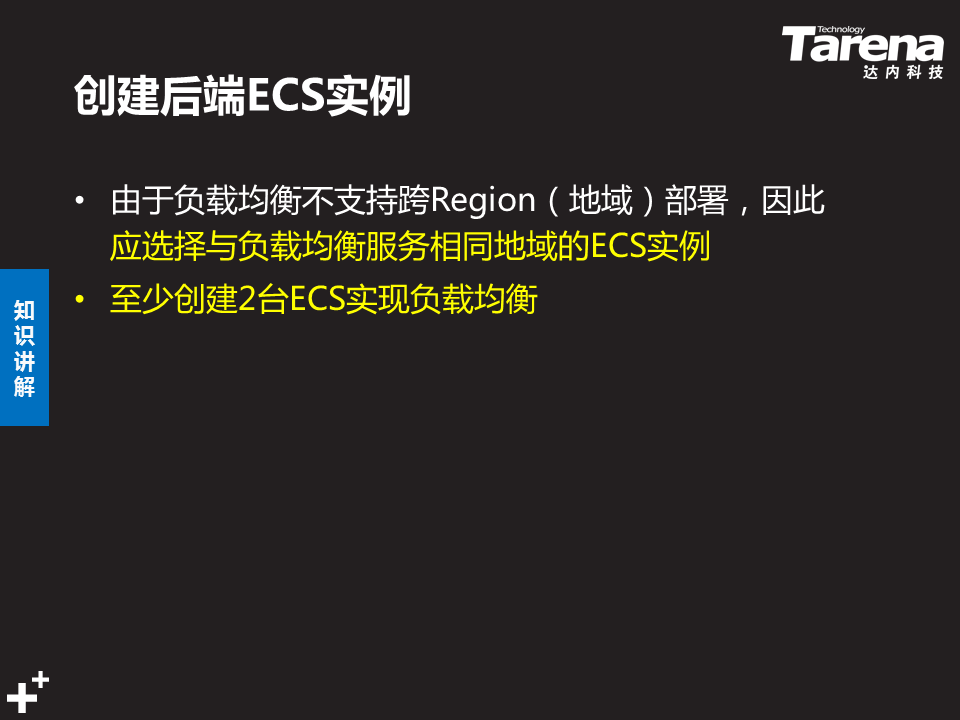 Technology
Tarena
达内科技
创建后端ECS实例
• 由于负载均衡不支持跨Region（地域）部署，因此
应选择与负载均衡服务相同地域的ECS实例
• 至少创建2台ECS实现负载均衡
知
识
讲
解